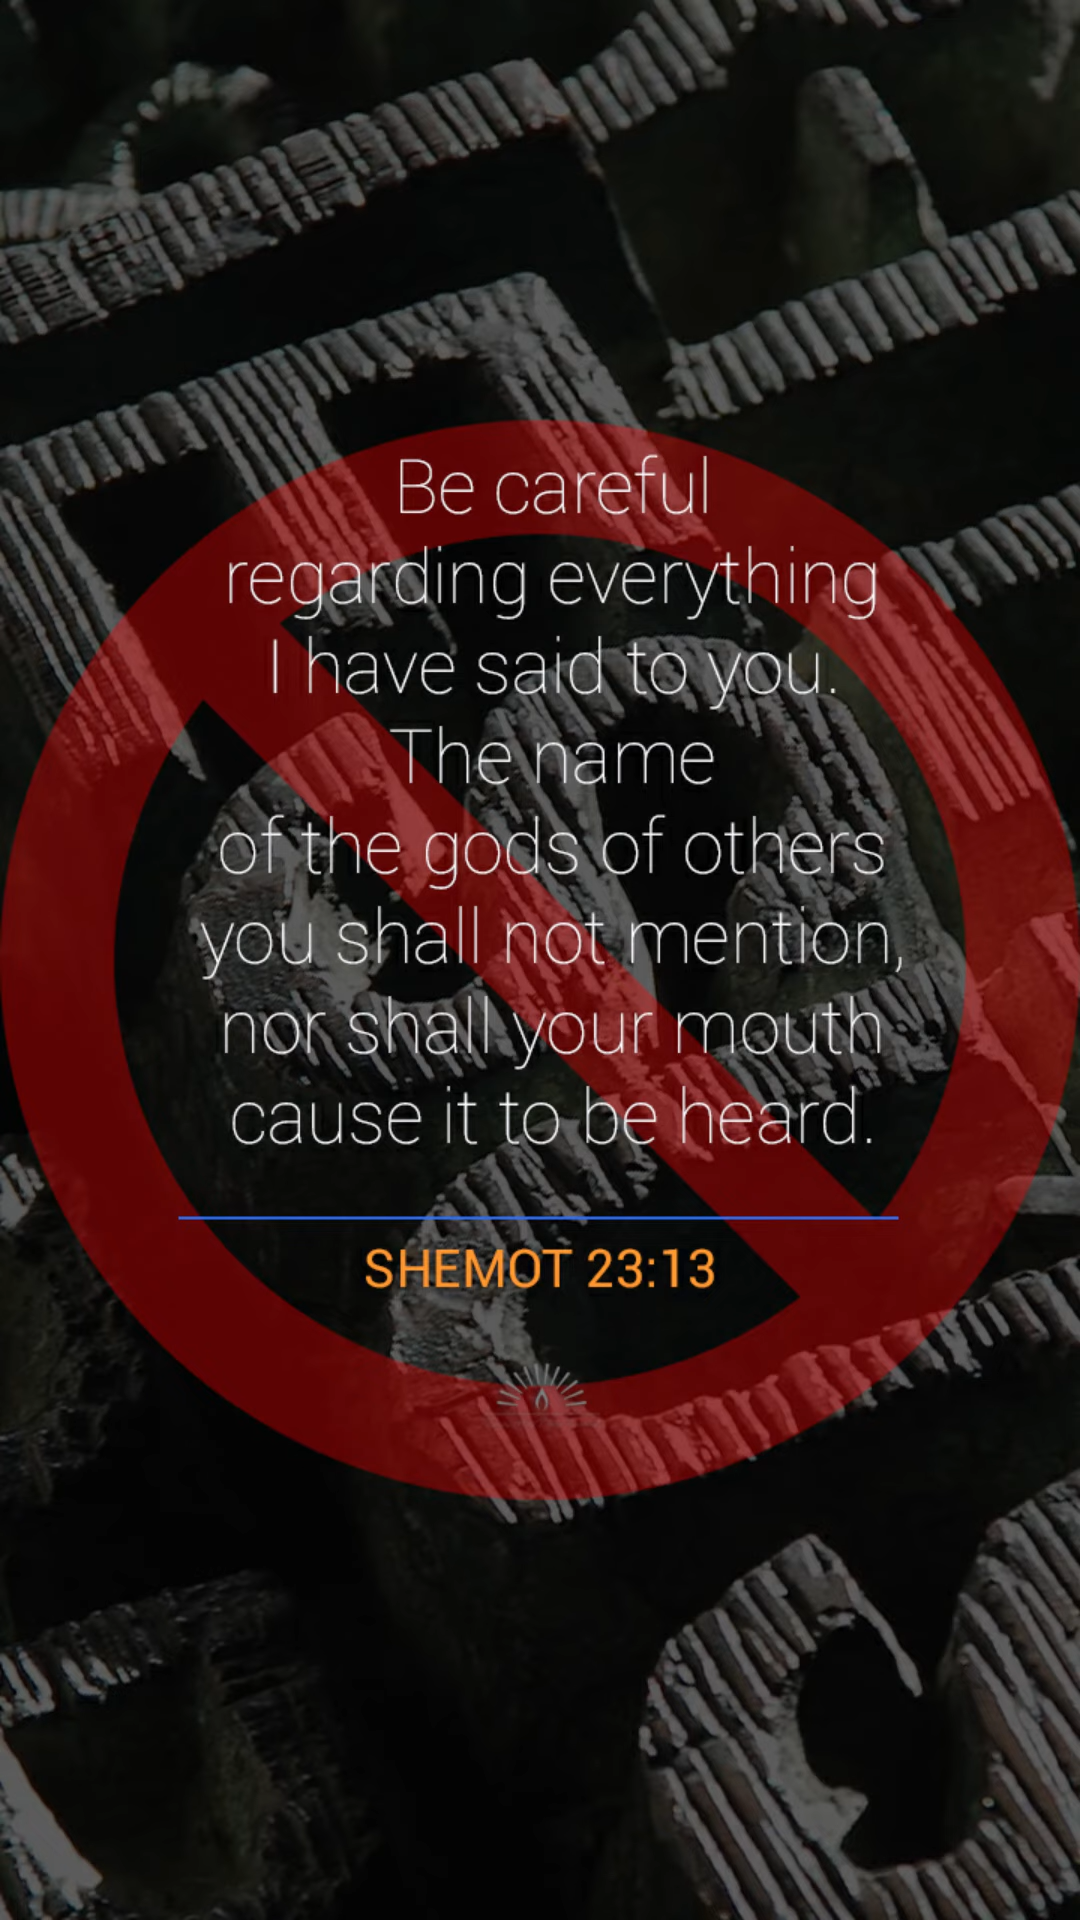 Be careful
regarding everything
I have said to you.
The name
of the gods of others
you shall not mention,
nor shall your mouth
cause it to be heard.
SHEMOT 23:13